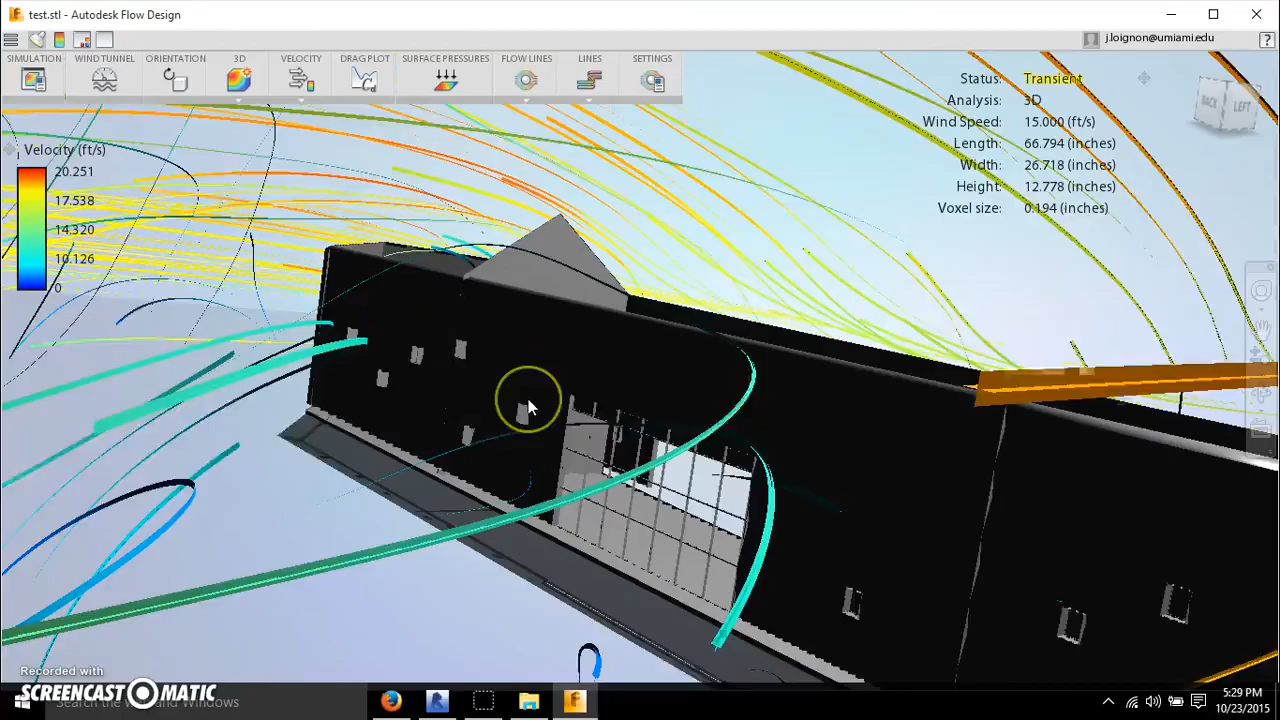 test.stl - Autodesk Flow Design
j.loignon@umiami.edu
?
SIMULATION WIND TUNNEL ORIENTATION 3D VELOCITY DRAG PLOT SURFACE PRESSURES FLOW LINES LINES SETTINGS
Status: Transient
Analysis: 3D
Wind Speed: 15.000 (ft/s)
Length: 66.794 (inches)
Width: 26.718 (inches)
Height: 12.778 (inches)
Voxel size: 0.194 (inches)
BACK LEFT
Velocity (ft/s)
20.251
17.538
14.320
10.126
0
Recorded with
SCREENCAST MATIC
Search the web and Windows
5:29 PM
10/23/2015